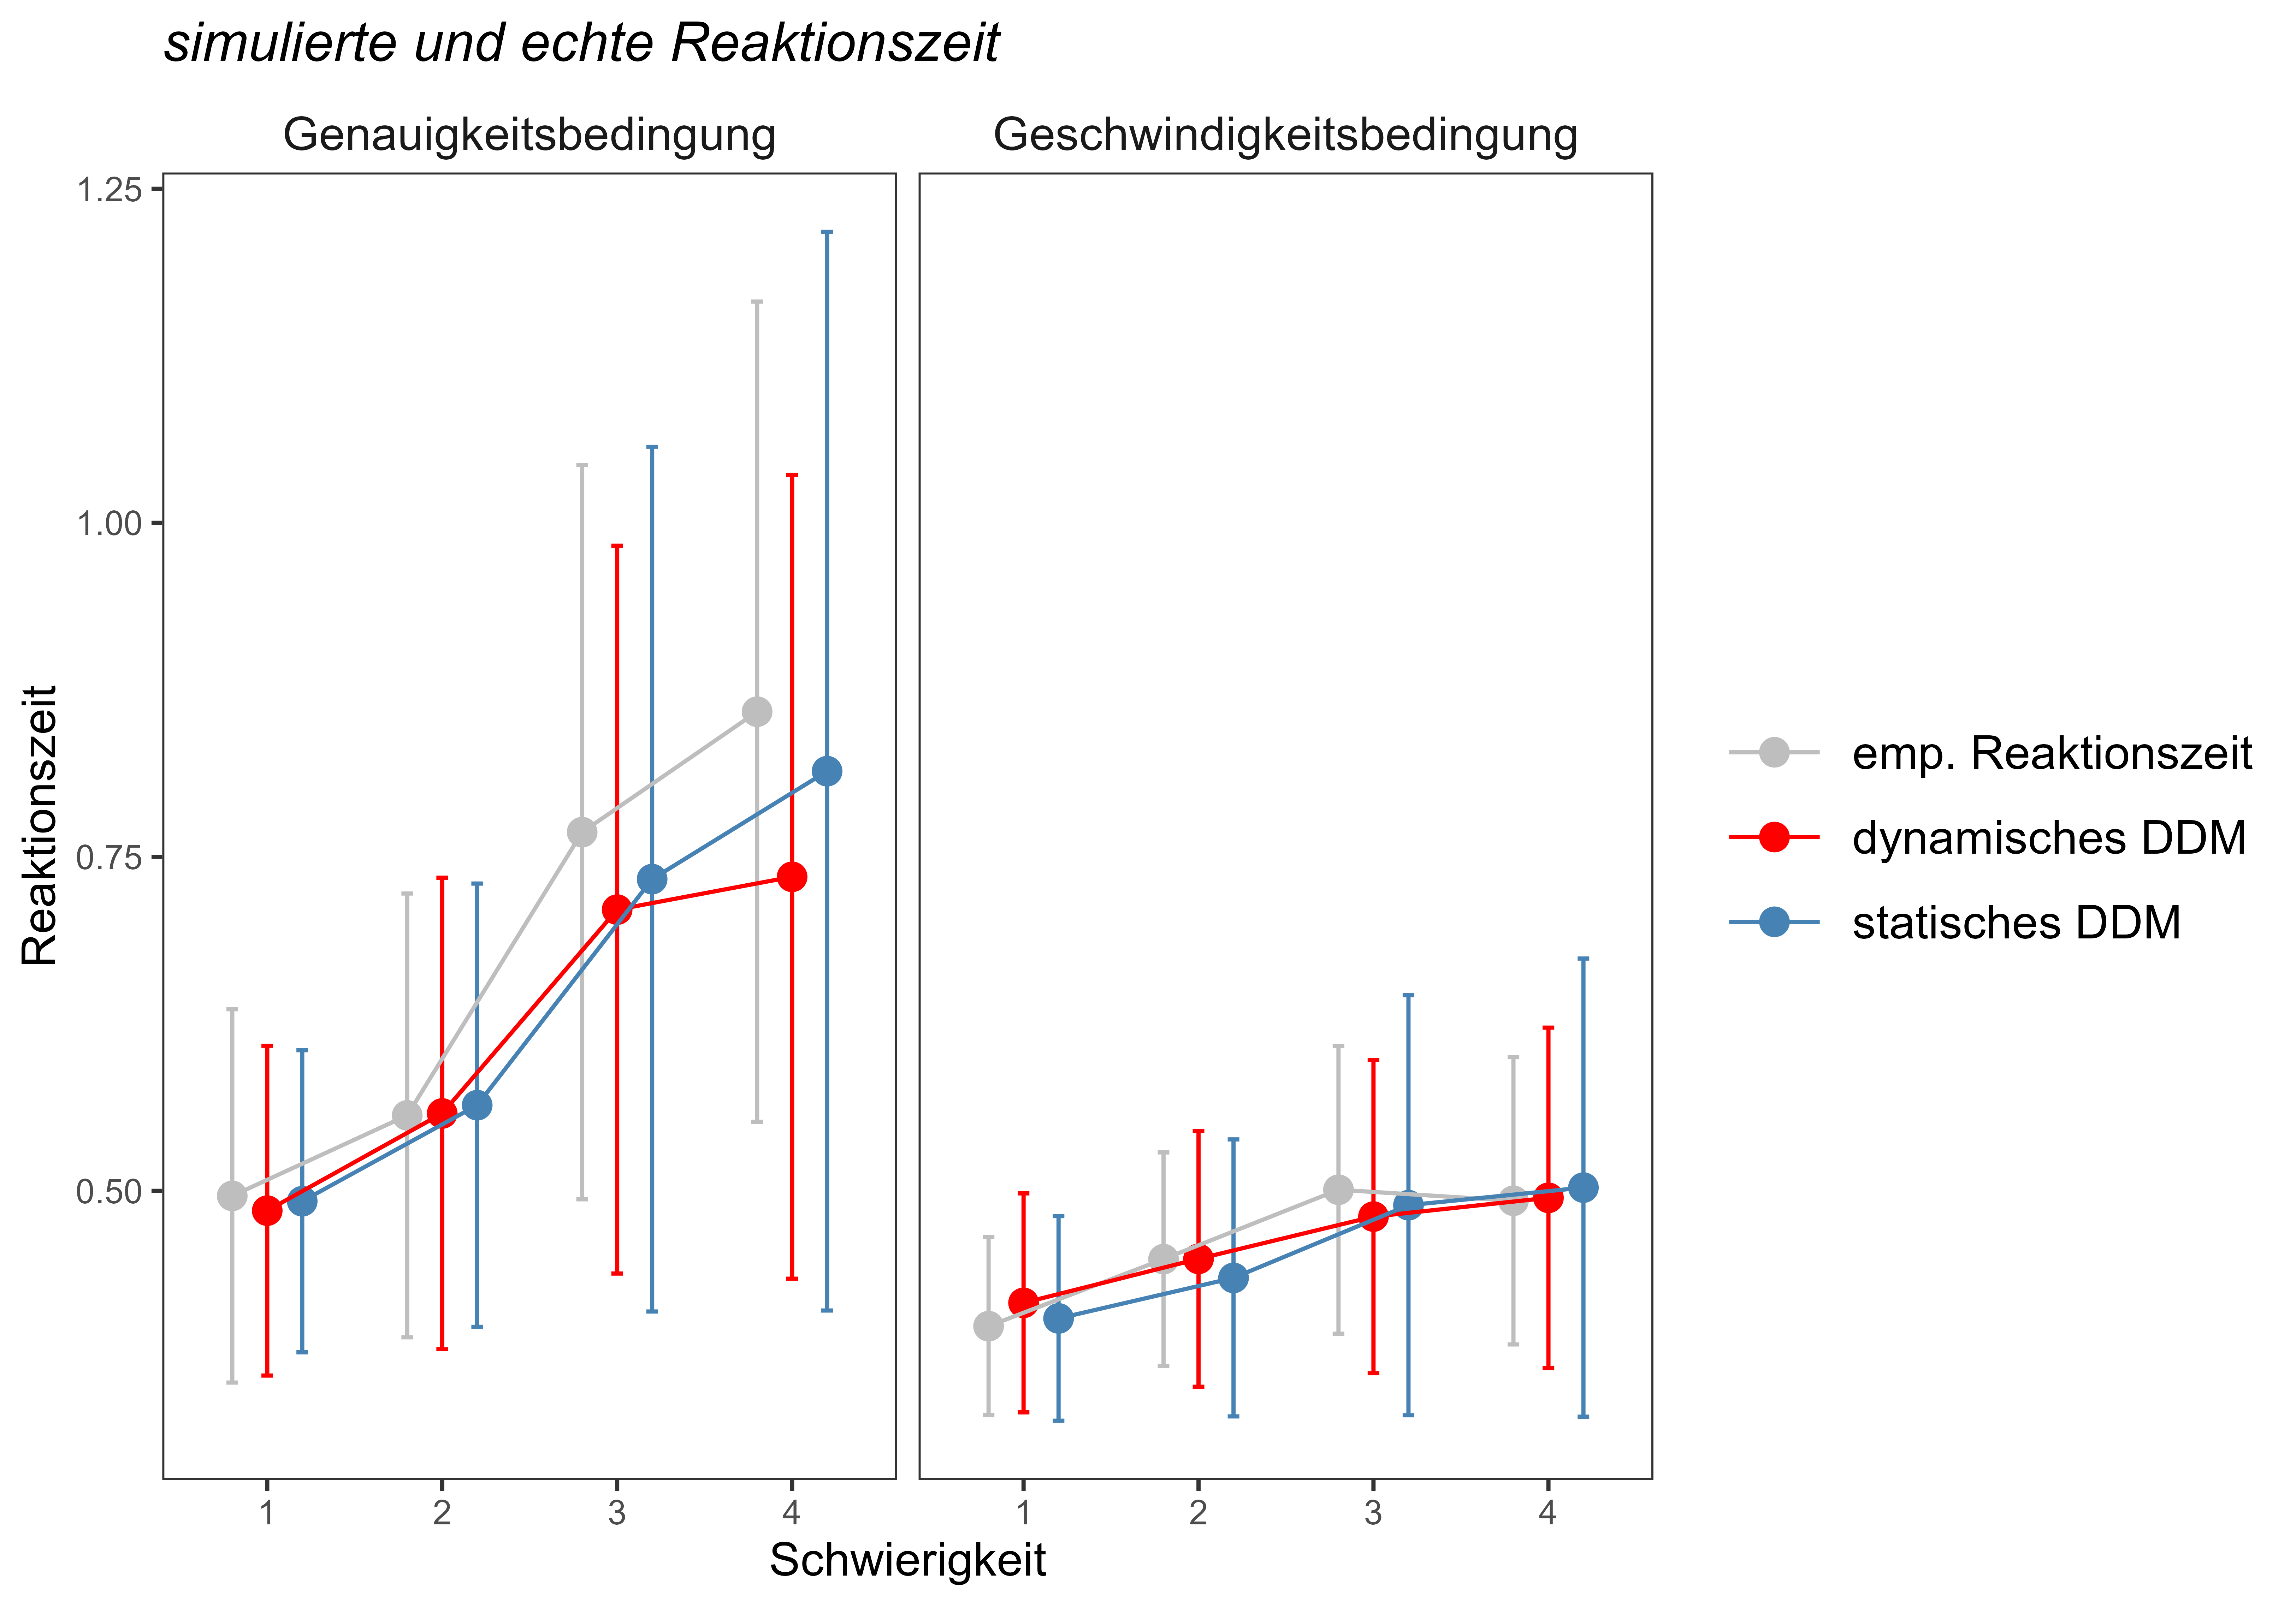 simulierte und echte Reaktionszeit
Genauigkeitsbedingung
Geschwindigkeitsbedingung
1.25
1.00
0.75
0.50
Reaktionszeit
1 2 3 4
1 2 3 4
Schwierigkeit
emp. Reaktionszeit
dynamisches DDM
statisches DDM